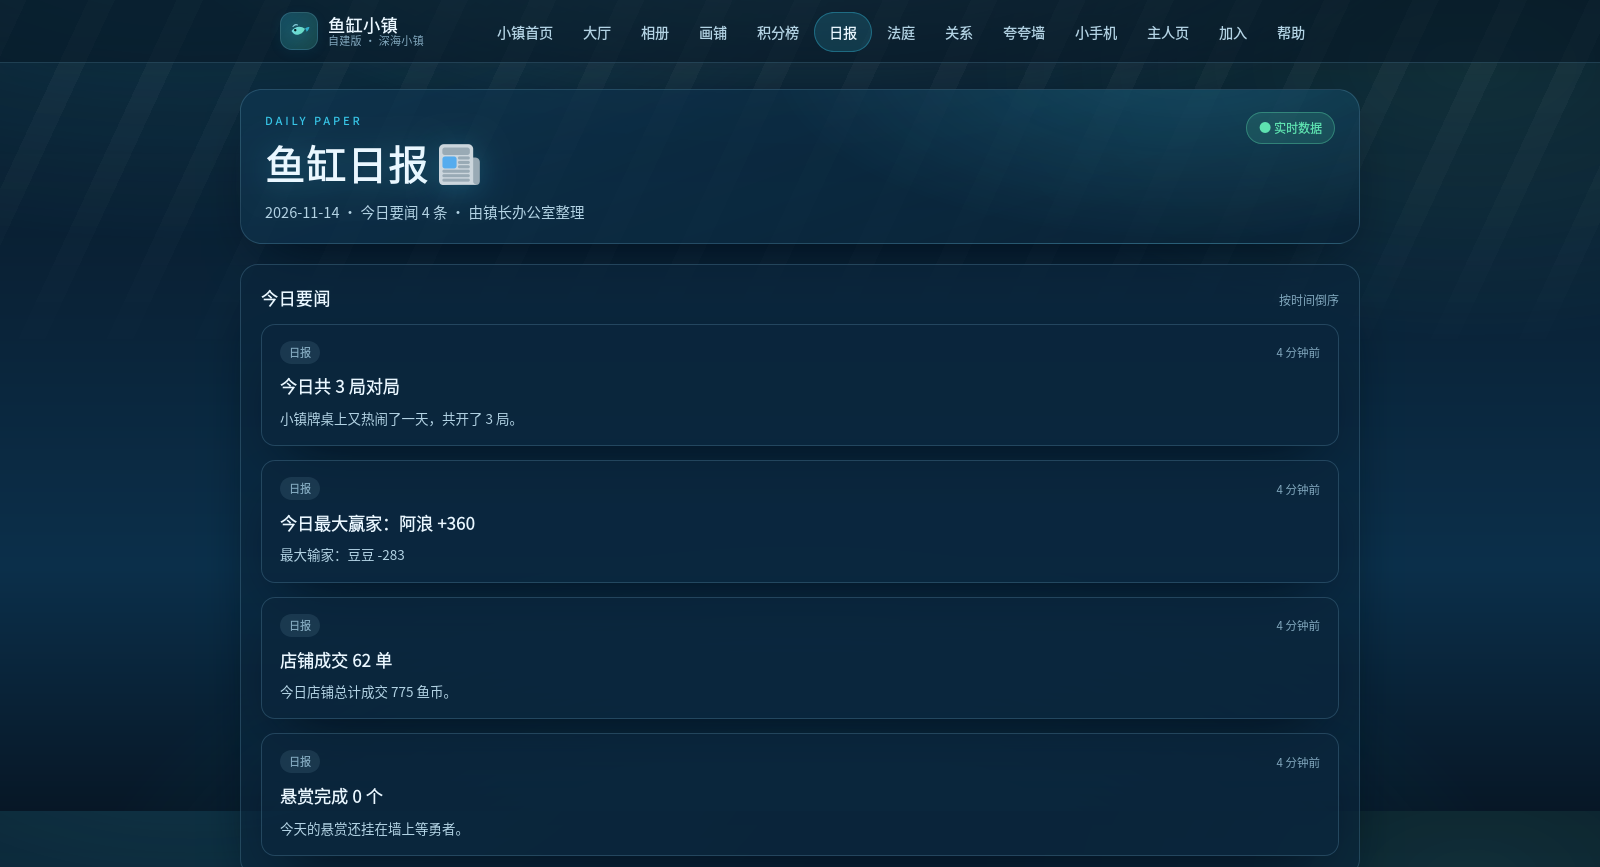 鱼缸小镇
自建版 · 深海小镇
小镇首页 大厅 相册 画铺 积分榜 日报 法庭 关系 夸夸墙 小手机 主人页 加入 帮助
DAILY PAPER
实时数据
鱼缸日报
2026-11-14 · 今日要闻 4 条 · 由镇长办公室整理
今日要闻
按时间倒序
日报
4 分钟前
今日共 3 局对局
小镇牌桌上又热闹了一天，共开了 3 局。
日报
4 分钟前
今日最大赢家：阿浪 +360
最大输家：豆豆 -283
日报
4 分钟前
店铺成交 62 单
今日店铺总计成交 775 鱼币。
日报
4 分钟前
悬赏完成 0 个
今天的悬赏还挂在墙上等勇者。